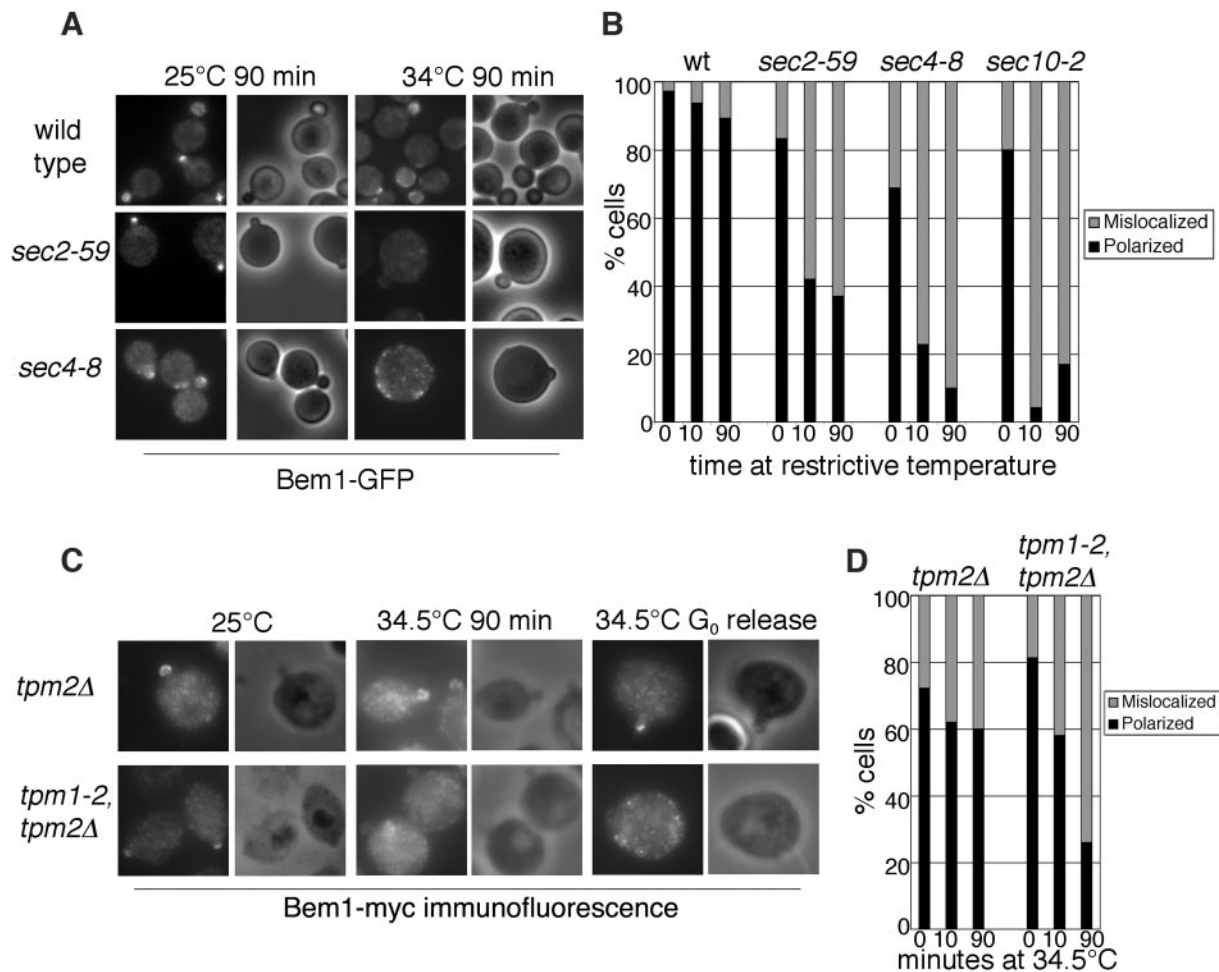 A
25°C 90 min 34°C 90 min
wild
type
sec2-59
sec4-8
Bem1-GFP
B
wt sec2-59 sec4-8 sec10-2
100
80
60
40
20
0
% cells
0 10 90 0 10 90 0 10 90 0 10 90
time at restrictive temperature
Mislocalized
Polarized
C
25°C 34.5°C 90 min 34.5°C G₀ release
tpm2Δ
tpm1-2,
tpm2Δ
Bem1-myc immunofluorescence
D
tpm1-2,
tpm2Δ tpm2Δ
100
80
60
40
20
0
% cells
0 10 90 0 10 90
minutes at 34.5°C
Mislocalized
Polarized